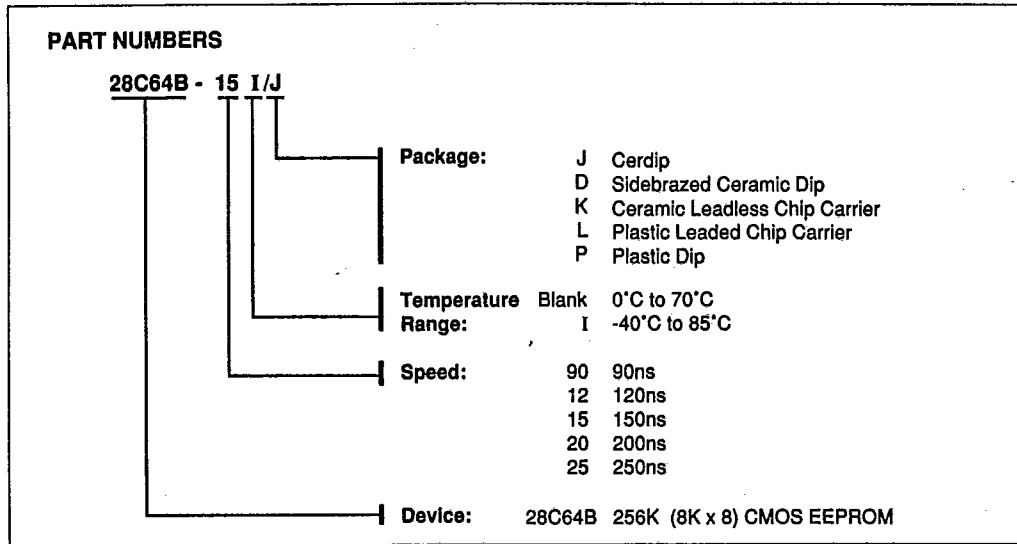 PART NUMBERS
28C64B - 15 I/J
Package: J Cerdip
D Sidebrazed Ceramic Dip
K Ceramic Leadless Chip Carrier
L Plastic Leaded Chip Carrier
P Plastic Dip
Temperature Blank 0°C to 70°C
Range: I -40°C to 85°C
Speed: 90 90ns
12 120ns
15 150ns
20 200ns
25 250ns
Device: 28C64B 256K (8K x 8) CMOS EEPROM